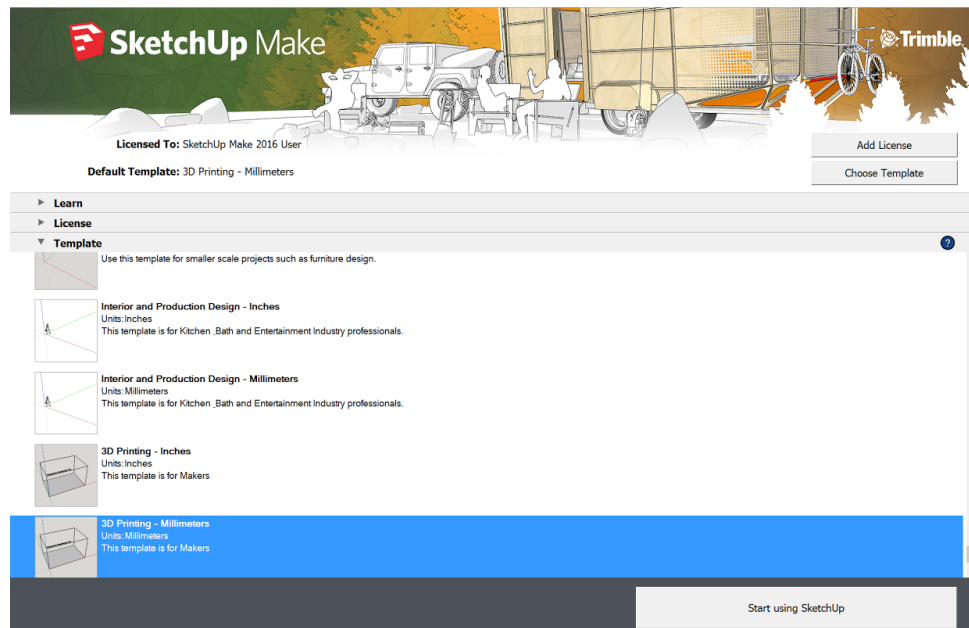 SketchUp Make
Trimble
Licensed To: SketchUp Make 2016 User
Add License
Default Template: 3D Printing - Millimeters
Choose Template
Learn
License
Template
?
Use this template for smaller scale projects such as furniture design.
Interior and Production Design - Inches
Units:Inches
This template is for Kitchen ,Bath and Entertainment Industry professionals.
Interior and Production Design - Millimeters
Units:Millimeters
This template is for Kitchen ,Bath and Entertainment Industry professionals.
3D Printing - Inches
Units:Inches
This template is for Makers
3D Printing - Millimeters
Units:Millimeters
This template is for Makers
Start using SketchUp